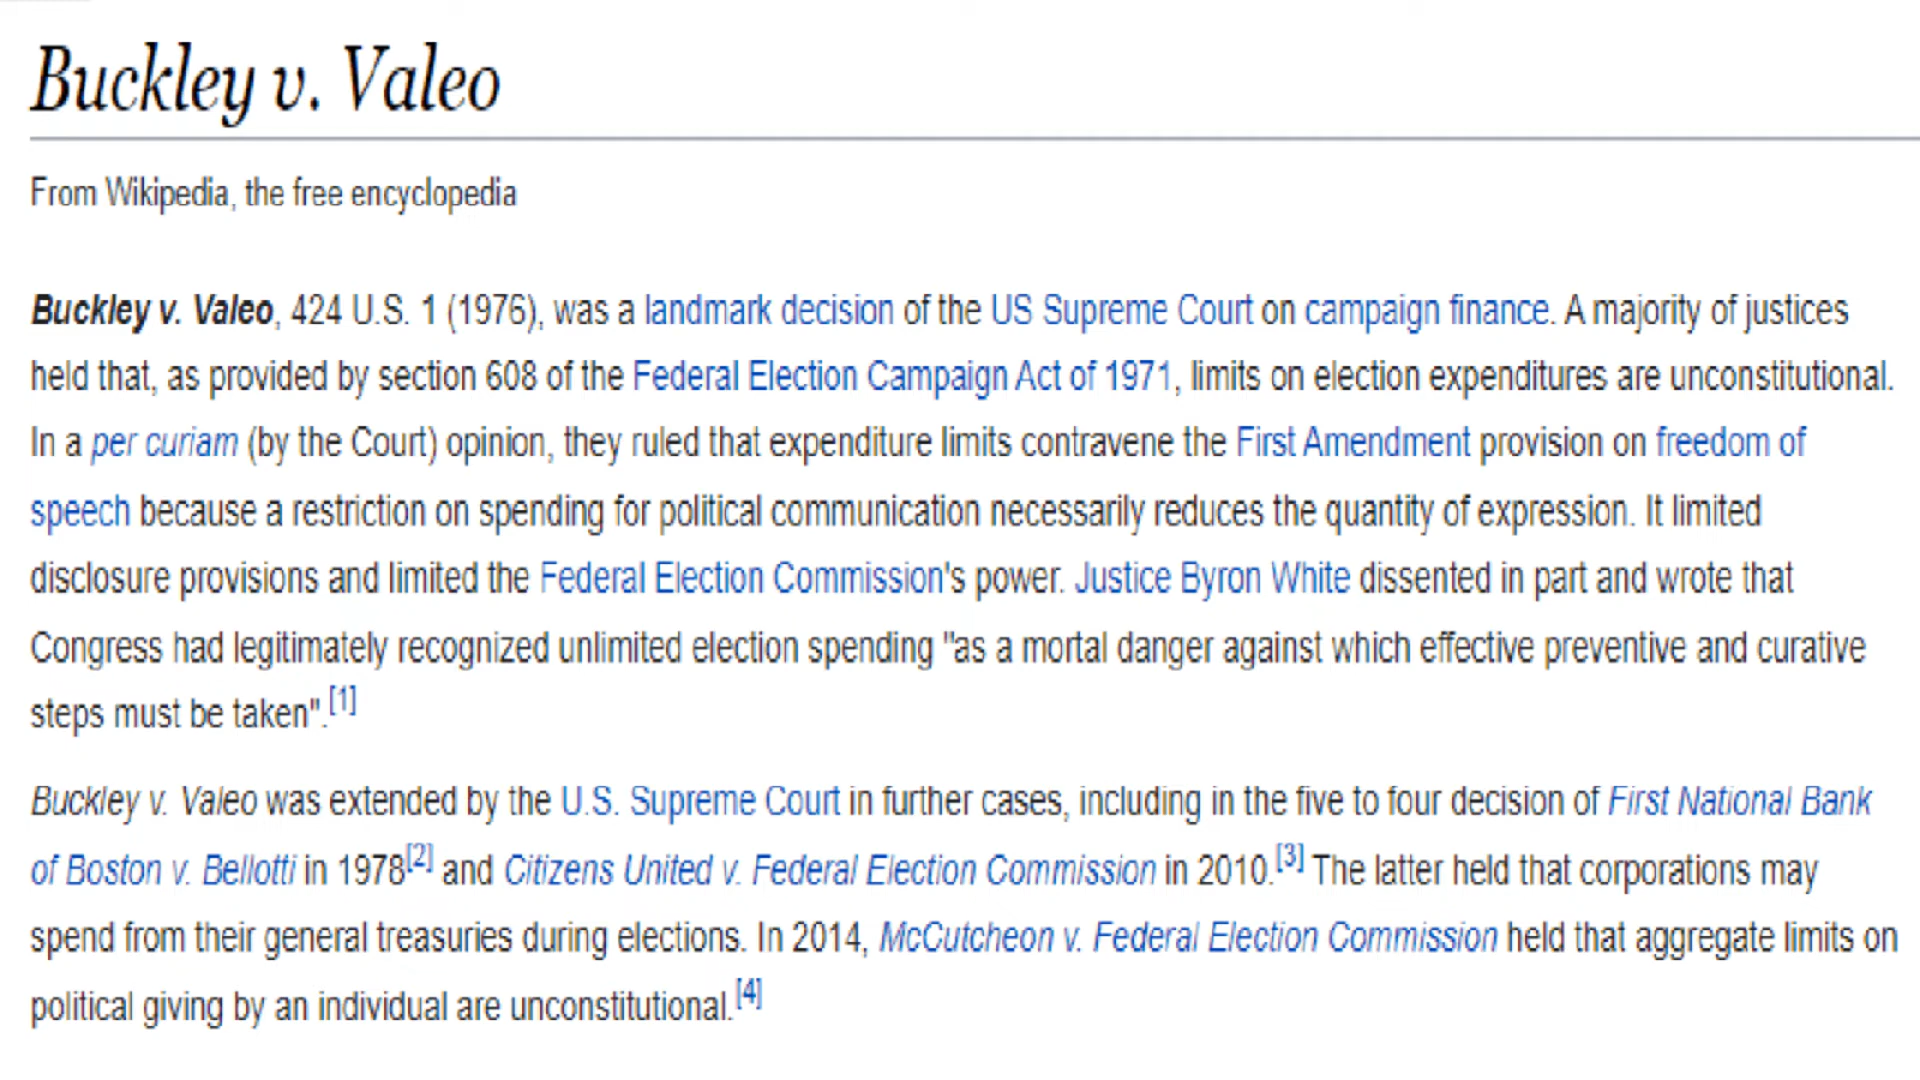 Buckley v. Valeo
From Wikipedia, the free encyclopedia
Buckley v. Valeo, 424 U.S. 1 (1976), was a landmark decision of the US Supreme Court on campaign finance. A majority of justices
held that, as provided by section 608 of the Federal Election Campaign Act of 1971, limits on election expenditures are unconstitutional.
In a per curiam (by the Court) opinion, they ruled that expenditure limits contravene the First Amendment provision on freedom of
speech because a restriction on spending for political communication necessarily reduces the quantity of expression. It limited
disclosure provisions and limited the Federal Election Commission's power. Justice Byron White dissented in part and wrote that
Congress had legitimately recognized unlimited election spending "as a mortal danger against which effective preventive and curative
steps must be taken".[1]
Buckley v. Valeo was extended by the U.S. Supreme Court in further cases, including in the five to four decision of First National Bank
of Boston v. Bellotti in 1978[2] and Citizens United v. Federal Election Commission in 2010.[3] The latter held that corporations may
spend from their general treasuries during elections. In 2014, McCutcheon v. Federal Election Commission held that aggregate limits on
political giving by an individual are unconstitutional.[4]